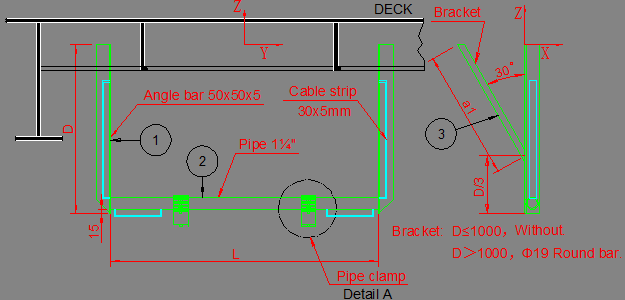 Z
DECK
Y
Z
Bracket
X
30°
Angle bar 50x50x5
Cable strip
30x5mm
a1
D
1
2
3
Pipe 1¼"
D/3
15
L
Bracket: D≤1000, Without.
D>1000, Φ19 Round bar.
Pipe clamp
Detail A